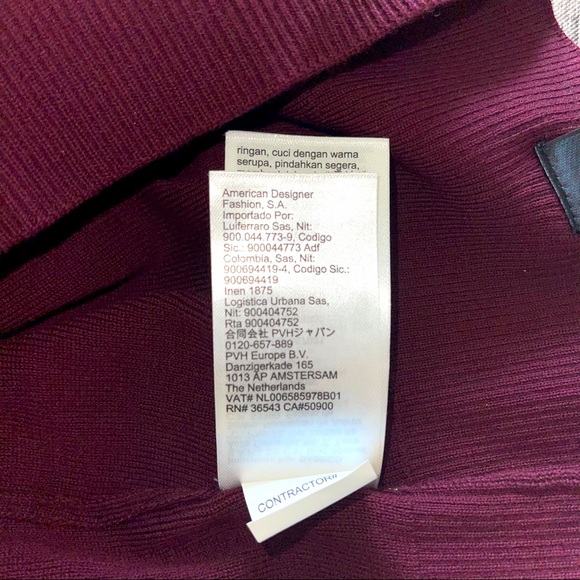 ringan, cuci dengan warna
serupa, pindahkan segera,
American Designer
Fashion, S.A.
Importado Por:
Luiferraro Sas, Nit:
900.044.773-9, Codigo
Sic.: 900044773 Adf
Colombia, Sas, Nit:
900694419-4, Codigo Sic.:
900694419
Inen 1875
Logistica Urbana Sas,
Nit: 900404752
Rta 900404752
合同会社 PVHジャパン
0120-657-889
PVH Europe B.V.
Danzigerkade 165
1013 AP AMSTERSAM
The Netherlands
VAT# NL006585978B01
RN# 36543 CA#50900
CONTRACTOR#